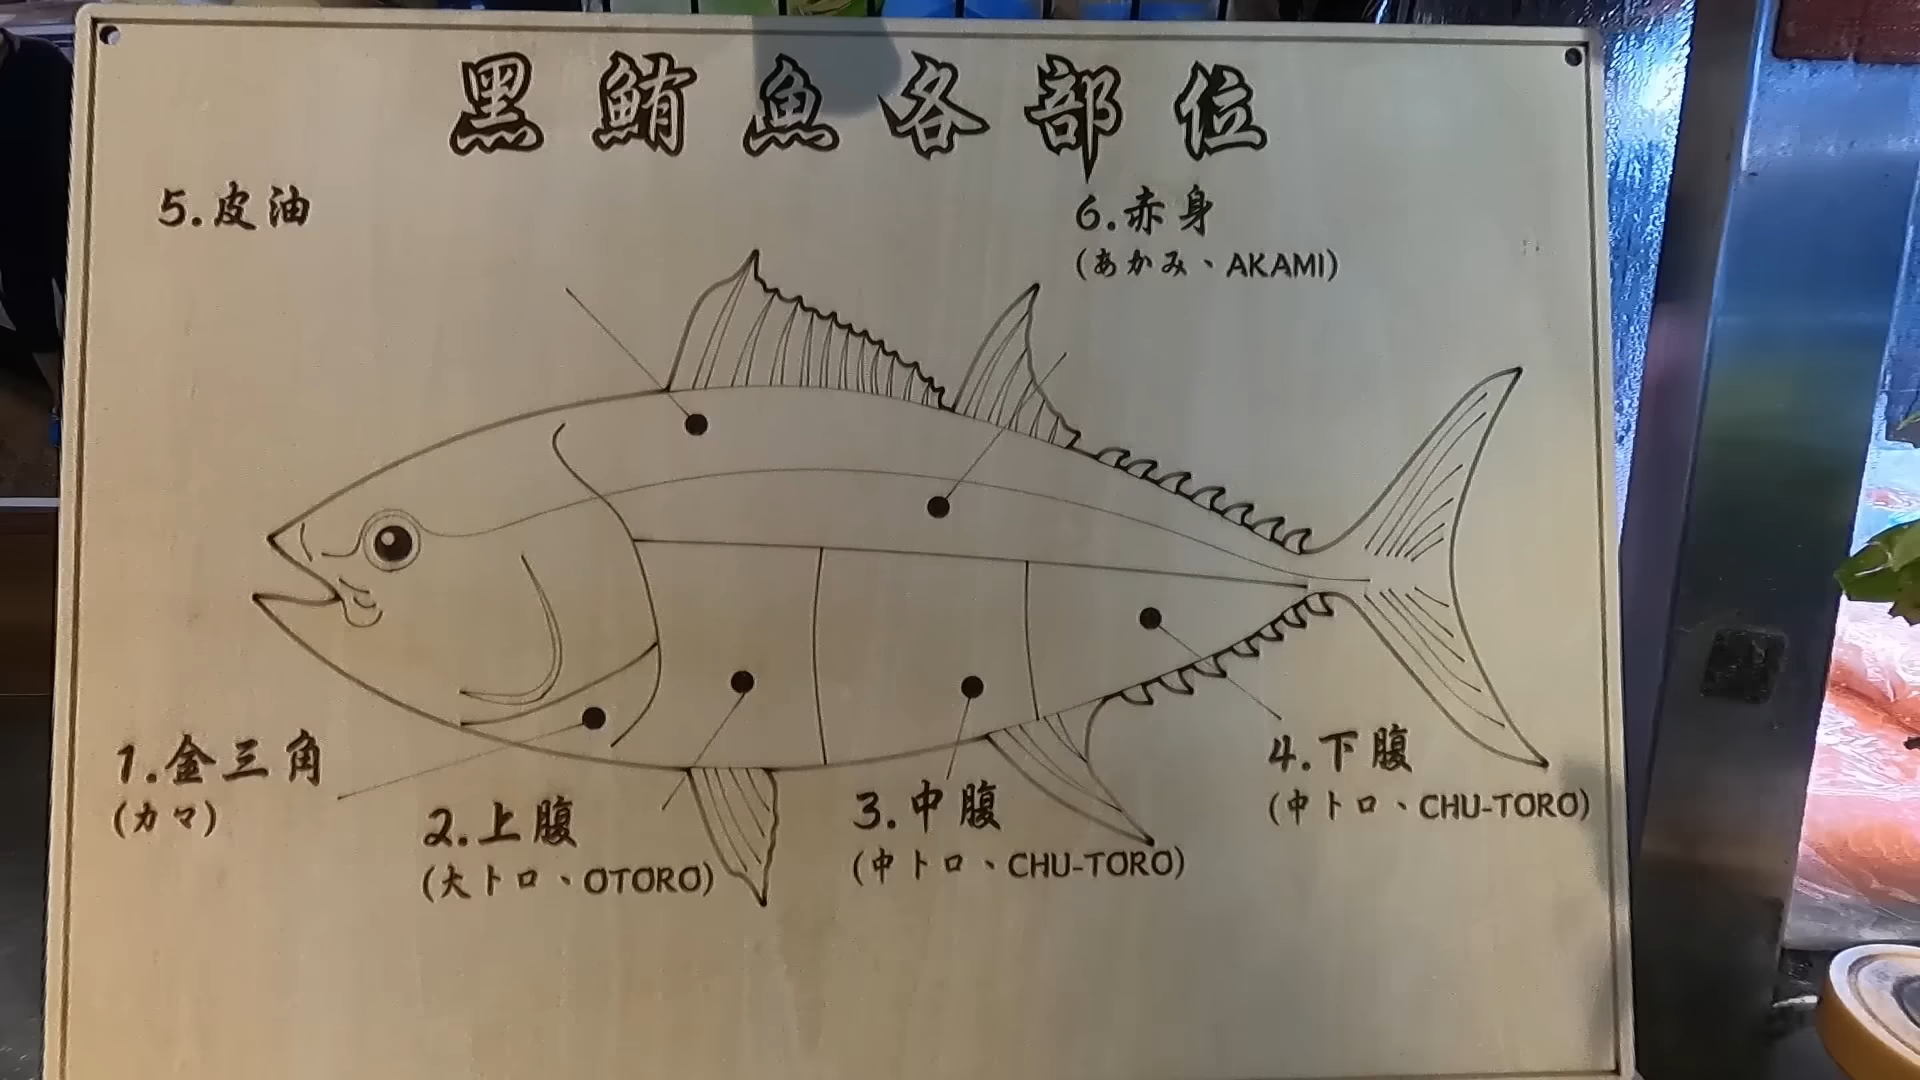 黑鮪魚各部位
5.皮油
6.赤身
(あかみ、AKAMI)
1.金三角
(カマ)
2.上腹
(大トロ、OTORO)
3.中腹
(中トロ、CHU-TORO)
4.下腹
(中トロ、CHU-TORO)